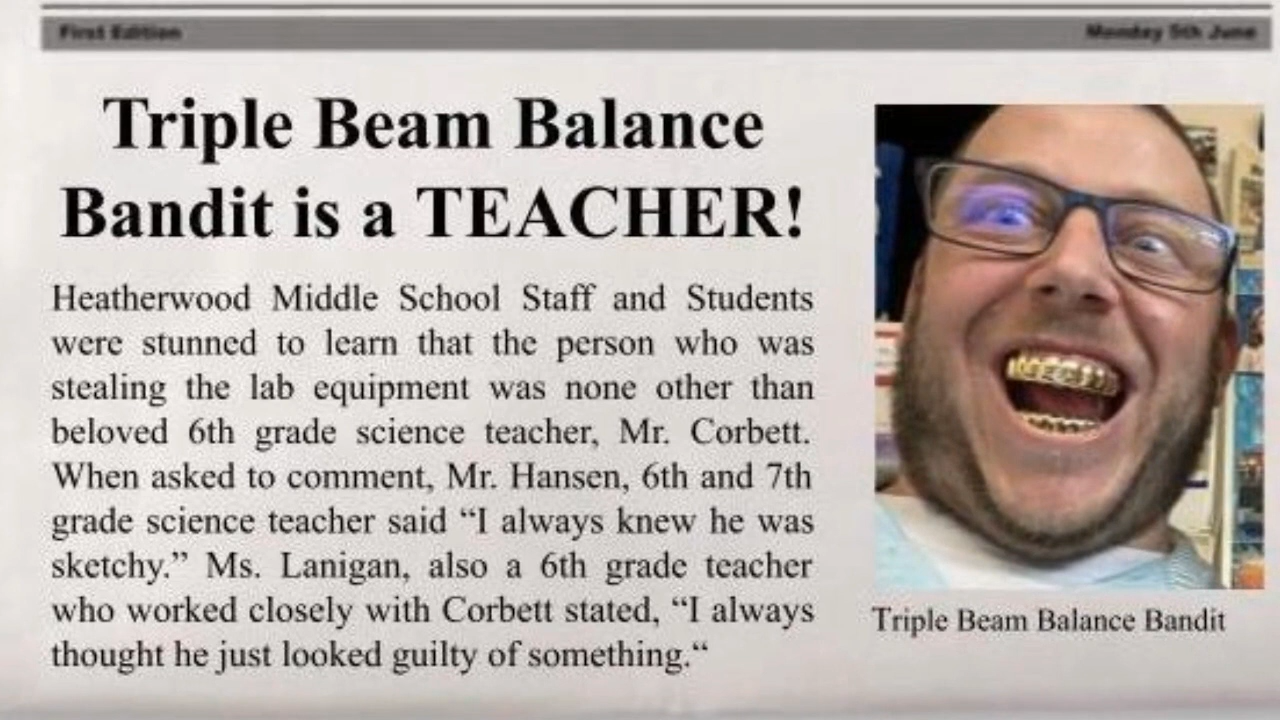 First Edition
Monday 5th June
Triple Beam Balance
Bandit is a TEACHER!
Heatherwood Middle School Staff and Students
were stunned to learn that the person who was
stealing the lab equipment was none other than
beloved 6th grade science teacher, Mr. Corbett.
When asked to comment, Mr. Hansen, 6th and 7th
grade science teacher said “I always knew he was
sketchy.” Ms. Lanigan, also a 6th grade teacher
who worked closely with Corbett stated, “I always
thought he just looked guilty of something.“
Triple Beam Balance Bandit